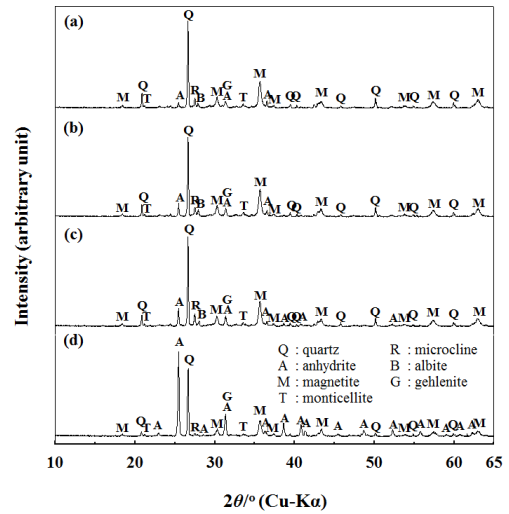 Intensity (arbitrary unit)
(a)
Q
M
Q
T
A
R
B
M
G
A
M
A
M
Q
Q
M
Q
Q
M
Q
M
Q
M
(b)
Q
M
Q
T
A
R
B
M
G
A
T
M
A
M
Q
Q
M
Q
Q
M
Q
M
Q
M
(c)
Q
M
Q
T
A
R
B
M
G
A
T
M
A
M
A
Q
Q
A
M
Q
Q
A
M
Q
M
Q
M
(d)
A
Q
M
Q
T
A
R
A
M
G
A
T
M
A
M
A
Q
A
A
M
A
A
Q
A
M
Q
A
M
A
Q
A
A
M
Q : quartz
A : anhydrite
M : magnetite
T : monticellite
R : microcline
B : albite
G : gehlenite
10 20 30 40 50 60 65
2θ/° (Cu-Kα)